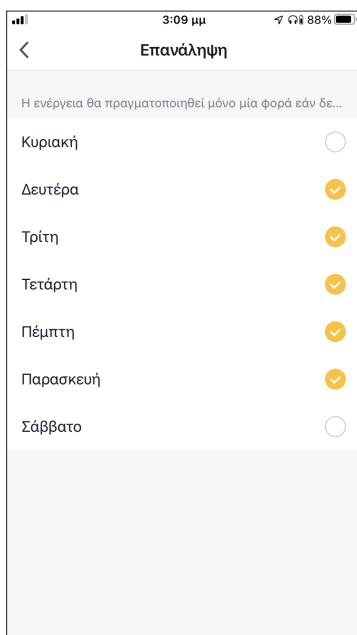 3:09 μμ 88%
Επανάληψη
Η ενέργεια θα πραγματοποιηθεί μόνο μία φορά εάν δε...
Κυριακή
Δευτέρα
Τρίτη
Τετάρτη
Πέμπτη
Παρασκευή
Σάββατο